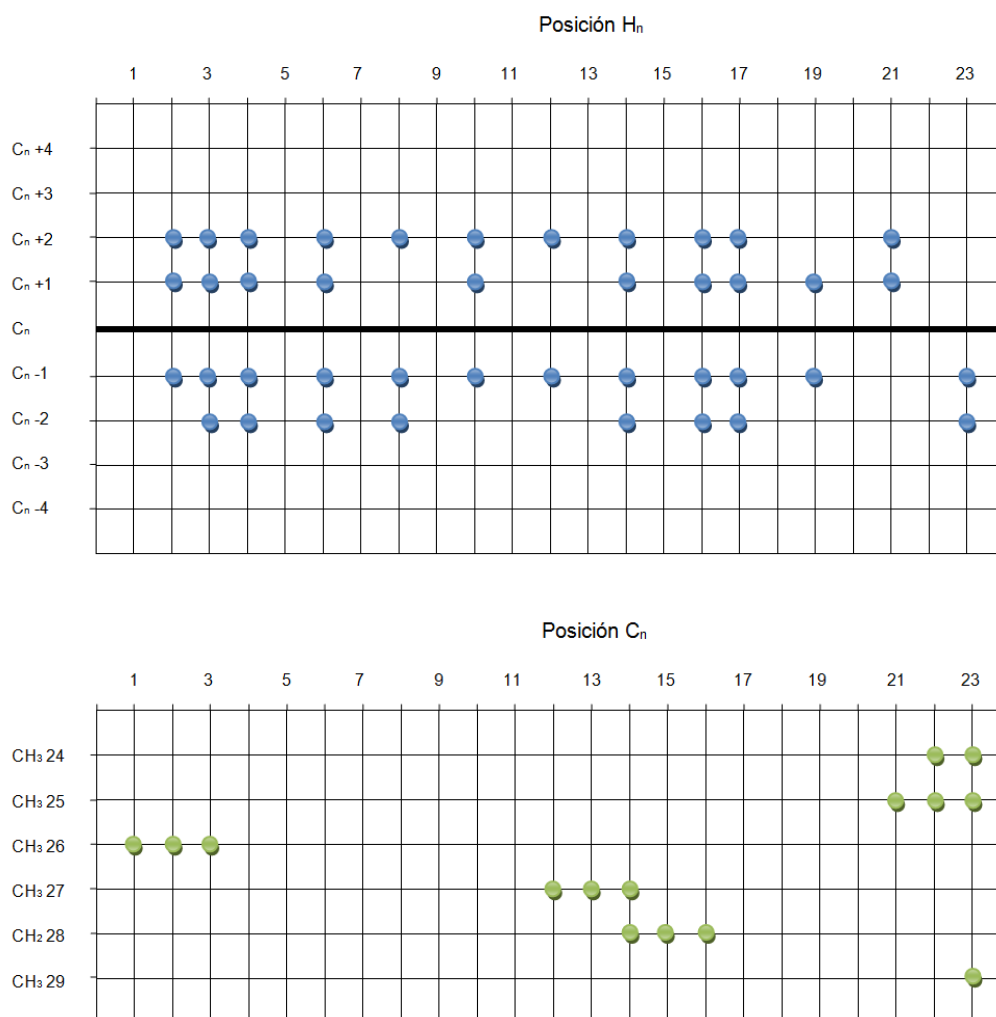 Posición Hₙ
1 3 5 7 9 11 13 15 17 19 21 23
Cₙ +4
Cₙ +3
Cₙ +2
Cₙ +1
Cₙ
Cₙ -1
Cₙ -2
Cₙ -3
Cₙ -4
Posición Cₙ
1 3 5 7 9 11 13 15 17 19 21 23
CH₃ 24
CH₃ 25
CH₃ 26
CH₃ 27
CH₂ 28
CH₃ 29